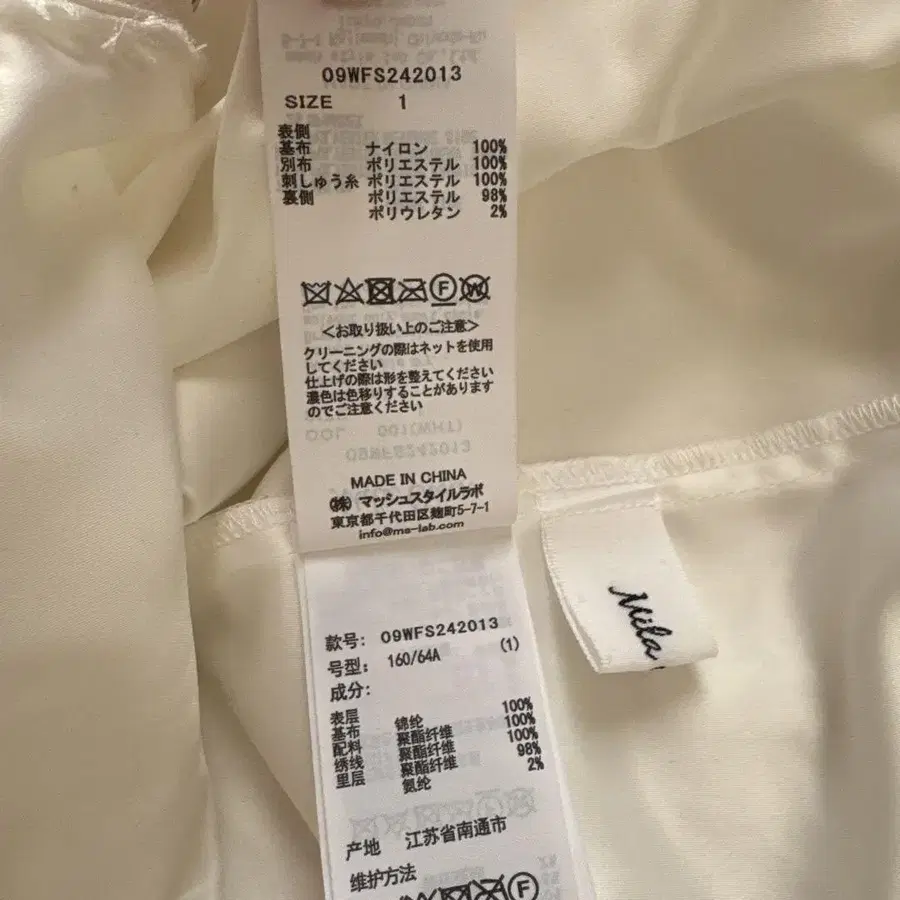 09WFS242013
SIZE 1
表側
基布 ナイロン 100%
別布 ポリエステル 100%
刺しゅう糸 ポリエステル 100%
裏側 ポリエステル 98%
ポリウレタン 2%
F W
<お取り扱い上のご注意>
クリーニングの際はネットを使用
してください
仕上げの際は形を整えてください
濃色は色移りすることがあります
のでご注意ください
MADE IN CHINA
(株) マッシュスタイルラボ
東京都千代田区麹町5-7-1
info@ms-lab.com
Mila
款号: 09WFS242013
号型: 160/64A (1)
成分:
表层
基布 锦纶 100%
配料 聚酯纤维 100%
绣线 聚酯纤维 100%
里层 聚酯纤维 98%
氨纶 2%
产地 江苏省南通市
维护方法
F